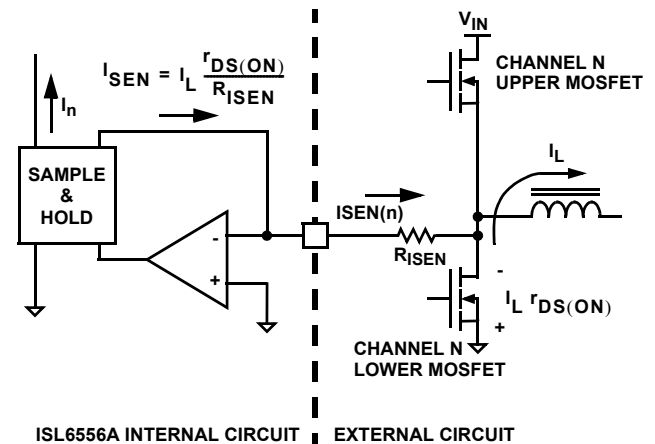 V_IN
CHANNEL N
UPPER MOSFET
I_SEN = I_L r_DS(ON) / R_ISEN
I_n
SAMPLE
&
HOLD
I_L
ISEN(n)
R_ISEN
-
+
-
I_L r_DS(ON)
+
CHANNEL N
LOWER MOSFET
ISL6556A INTERNAL CIRCUIT
EXTERNAL CIRCUIT